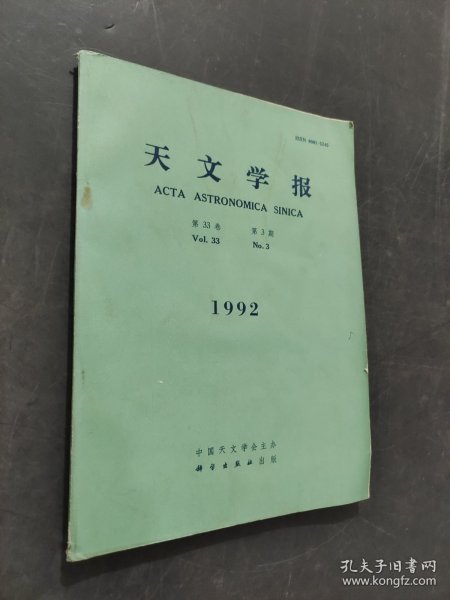 ISSN 0001-5245
天文学报
ACTA ASTRONOMICA SINICA
第33卷 第3期
Vol. 33 No. 3
1992
中国天文学会主办
科学出版社 出版
孔夫子旧书网
www.kongfz.com